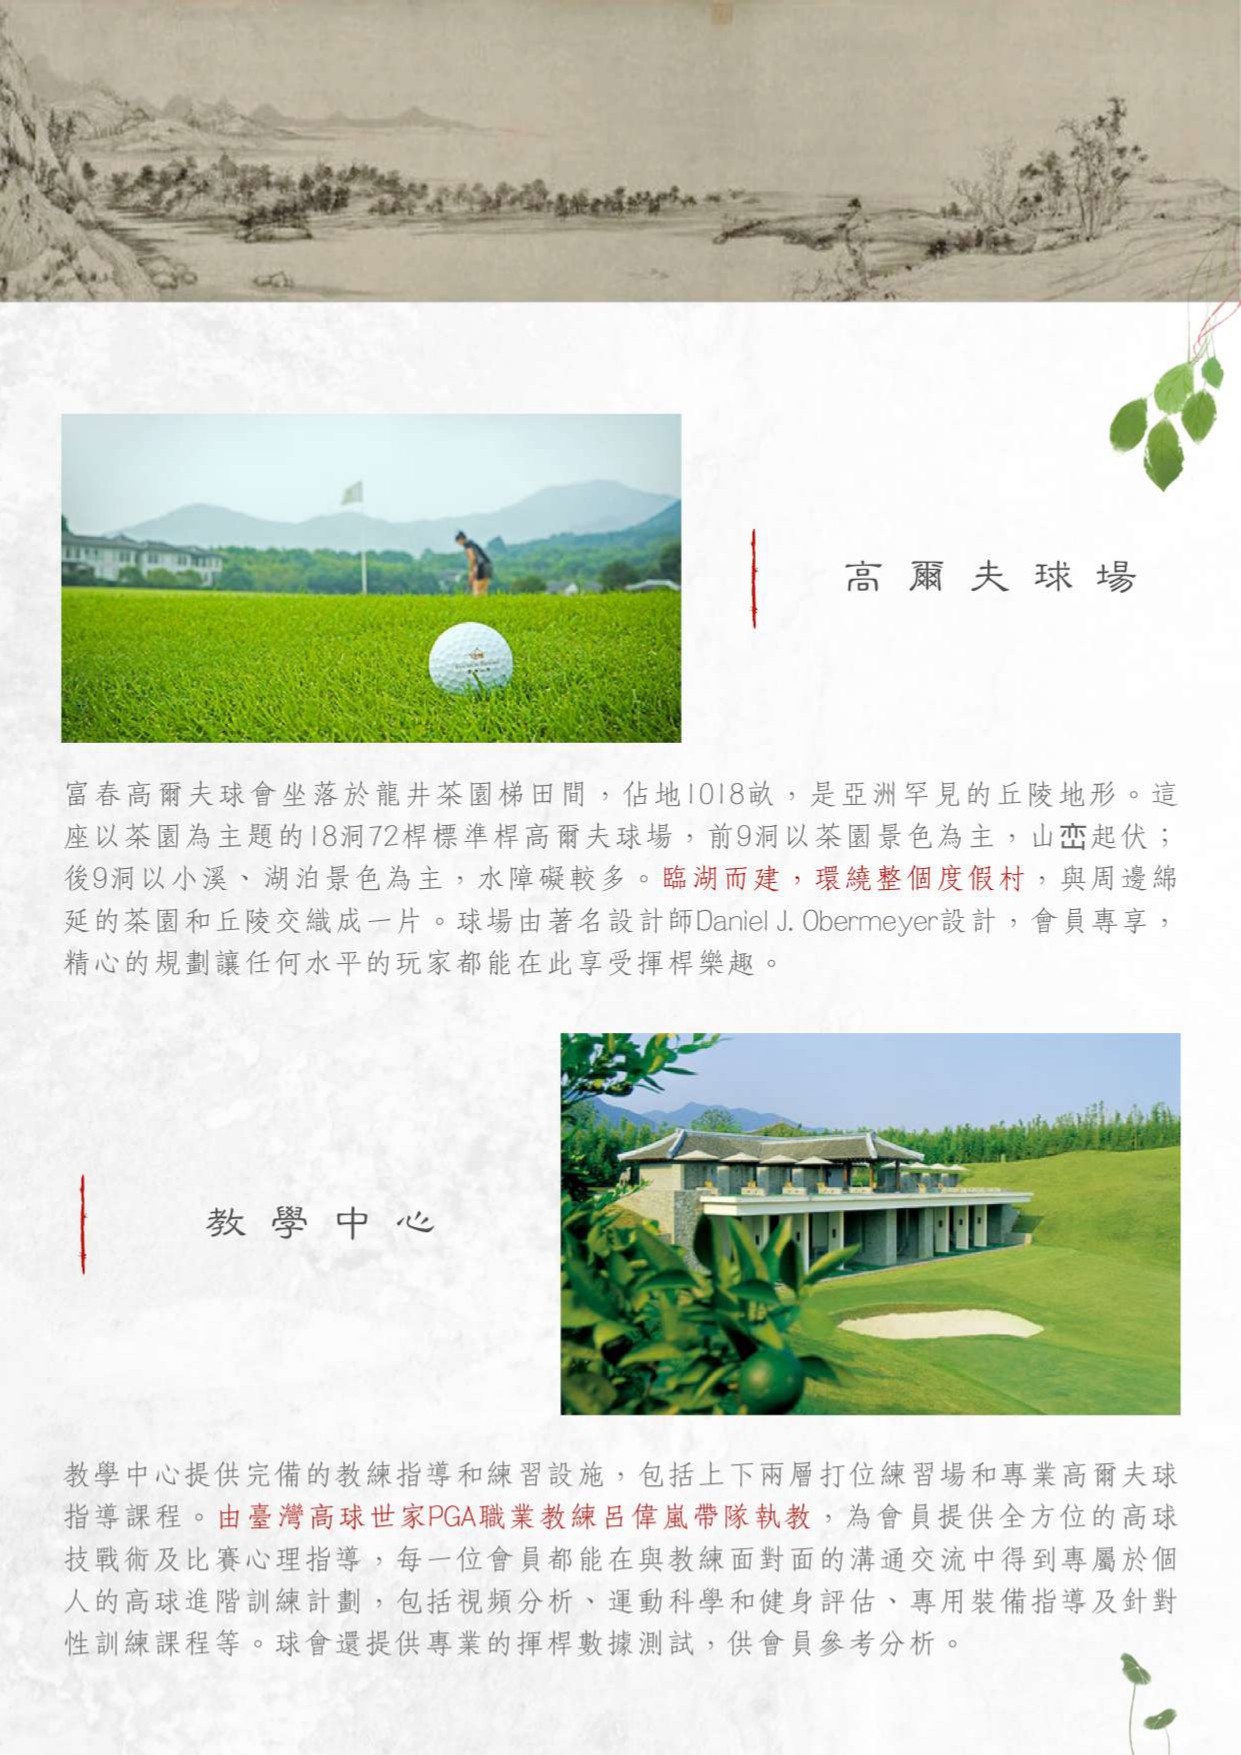 高爾夫球場
富春高爾夫球會坐落於龍井茶園梯田間，佔地1018畝，是亞洲罕見的丘陵地形。這
座以茶園為主題的18洞72桿標準桿高爾夫球場，前9洞以茶園景色為主，山峦起伏；
後9洞以小溪、湖泊景色為主，水障礙較多。臨湖而建，環繞整個度假村，與周邊綿
延的茶園和丘陵交織成一片。球場由著名設計師Daniel J. Obermeyer設計，會員專享，
精心的規劃讓任何水平的玩家都能在此享受揮桿樂趣。
教學中心
教學中心提供完備的教練指導和練習設施，包括上下兩層打位練習場和專業高爾夫球
指導課程。由臺灣高球世家PGA職業教練呂偉嵐帶隊執教，為會員提供全方位的高球
技戰術及比賽心理指導，每一位會員都能在與教練面對面的溝通交流中得到專屬於個
人的高球進階訓練計劃，包括視頻分析、運動科學和健身評估、專用裝備指導及針對
性訓練課程等。球會還提供專業的揮桿數據測試，供會員參考分析。